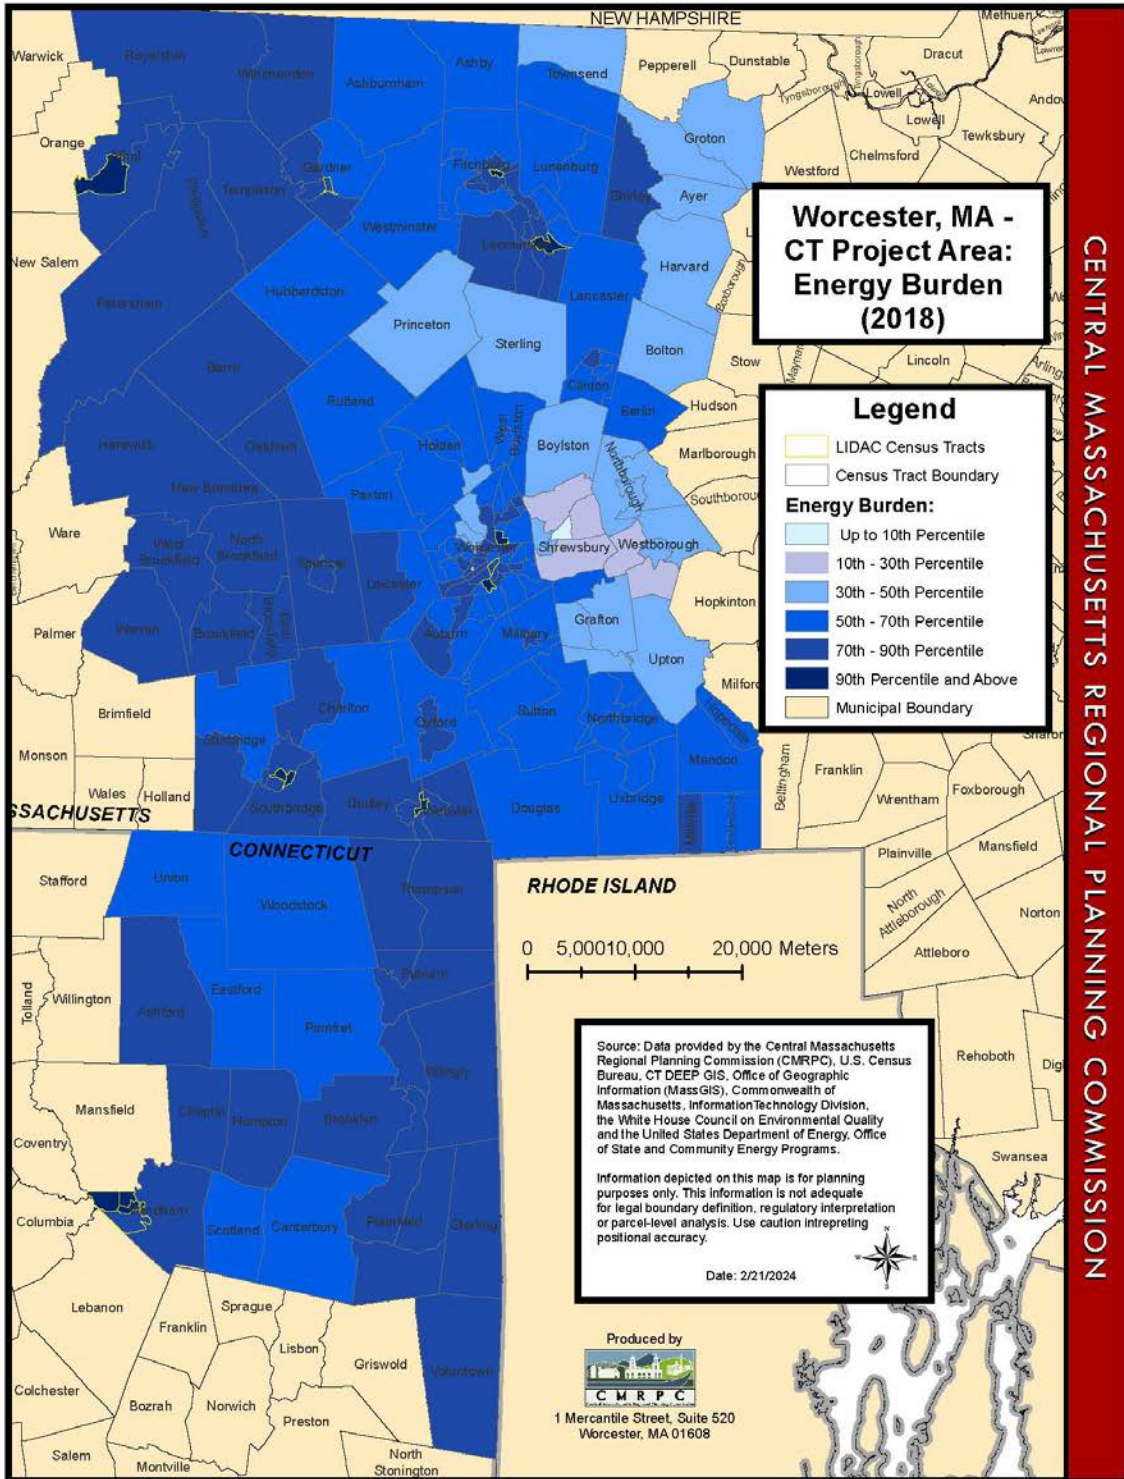 NEW HAMPSHIRE
Methuen
Warwick
Royalston
Winchendon
Ashburnham
Ashby
Townsend
Pepperell
Dunstable
Tyngsborough
Dracut
Lowell
Lowell
Tewksbury
Orange
Athol
Phillipston
Templeton
Gardner
Westminster
Fitchburg
Lunenburg
Leominster
Shirley
Groton
Ayer
Westford
Chelmsford
Harvard
Boxborough
New Salem
Petersham
Hubbardston
Princeton
Sterling
Lancaster
Bolton
Stow
Maynard
Lincoln
Barre
Rutland
Clinton
Berlin
Hudson
Hardwick
Oakham
Holden
West
Boylston
Boylston
Northborough
Marlborough
New Braintree
Paxton
Ware
West
Brookfield
North
Brookfield
Spencer
Leicester
Worcester
Shrewsbury
Westborough
Hopkinton
Palmer
Warren
Brookfield
East
Brookfield
Auburn
Millbury
Grafton
Upton
Milford
Brimfield
Monson
Wales
Holland
Sturbridge
Charlton
Oxford
Sutton
Northbridge
Hopedale
Mendon
Bellingham
Franklin
Wrentham
Foxborough
Southbridge
Dudley
Webster
Douglas
Uxbridge
Millville
Blackstone
Plainville
Mansfield
SSACHUSETTS
CONNECTICUT
RHODE ISLAND
Worcester, MA -
CT Project Area:
Energy Burden
(2018)
Legend
LIDAC Census Tracts
Census Tract Boundary
Energy Burden:
Up to 10th Percentile
10th - 30th Percentile
30th - 50th Percentile
50th - 70th Percentile
70th - 90th Percentile
90th Percentile and Above
Municipal Boundary
CENTRAL MASSACHUSETTS REGIONAL PLANNING COMMISSION
Stafford
Union
Woodstock
Thompson
North
Attleborough
Norton
Attleboro
0 5,00010,000 20,000 Meters
Tolland
Willington
Ashford
Eastford
Pomfret
Putnam
Killingly
Rehoboth
Mansfield
Chaplin
Hampton
Brooklyn
Coventry
Columbia
Windham
Scotland
Canterbury
Plainfield
Sterling
Swansea
Source: Data provided by the Central Massachusetts
Regional Planning Commission (CMRPC), U.S. Census
Bureau, CT DEEP GIS, Office of Geographic
Information (MassGIS), Commonwealth of
Massachusetts, InformationTechnology Division,
the White House Council on Environmental Quality
and the United States Department of Energy, Office
of State and Community Energy Programs.
Information depicted on this map is for planning
purposes only. This information is not adequate
for legal boundary definition, regulatory interpretation
or parcel-level analysis. Use caution intrepreting
positional accuracy.
N
W E
S
Date: 2/21/2024
Lebanon
Franklin
Sprague
Lisbon
Griswold
Voluntown
Colchester
Bozrah
Norwich
Preston
Salem
Montville
North
Stonington
Produced by
CMRPC
1 Mercantile Street, Suite 520
Worcester, MA 01608